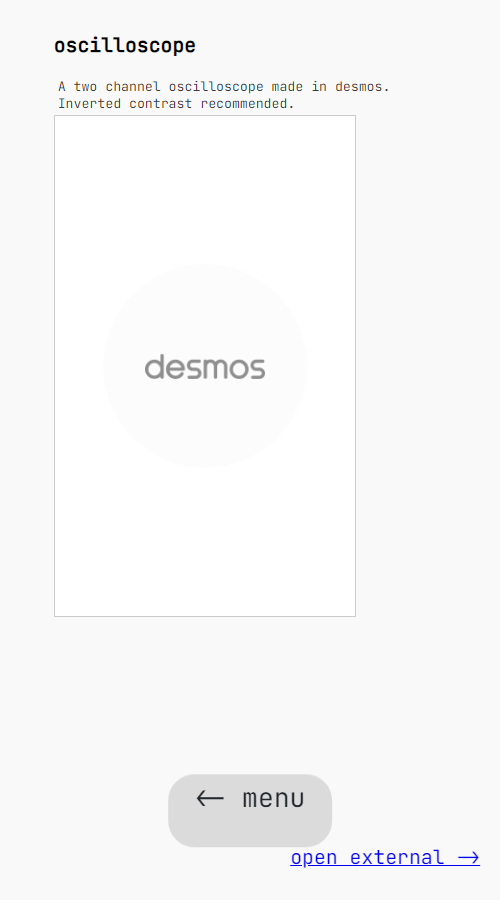 oscilloscope
A two channel oscilloscope made in desmos.
Inverted contrast recommended.
desmos
← menu
open external →